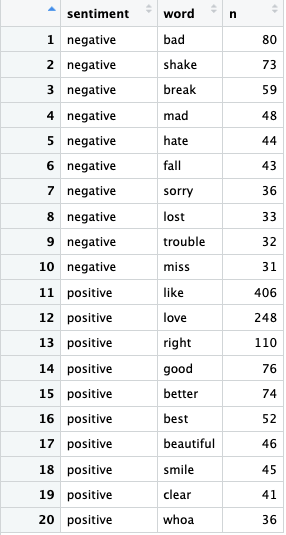 sentiment word n
1 negative bad 80
2 negative shake 73
3 negative break 59
4 negative mad 48
5 negative hate 44
6 negative fall 43
7 negative sorry 36
8 negative lost 33
9 negative trouble 32
10 negative miss 31
11 positive like 406
12 positive love 248
13 positive right 110
14 positive good 76
15 positive better 74
16 positive best 52
17 positive beautiful 46
18 positive smile 45
19 positive clear 41
20 positive whoa 36